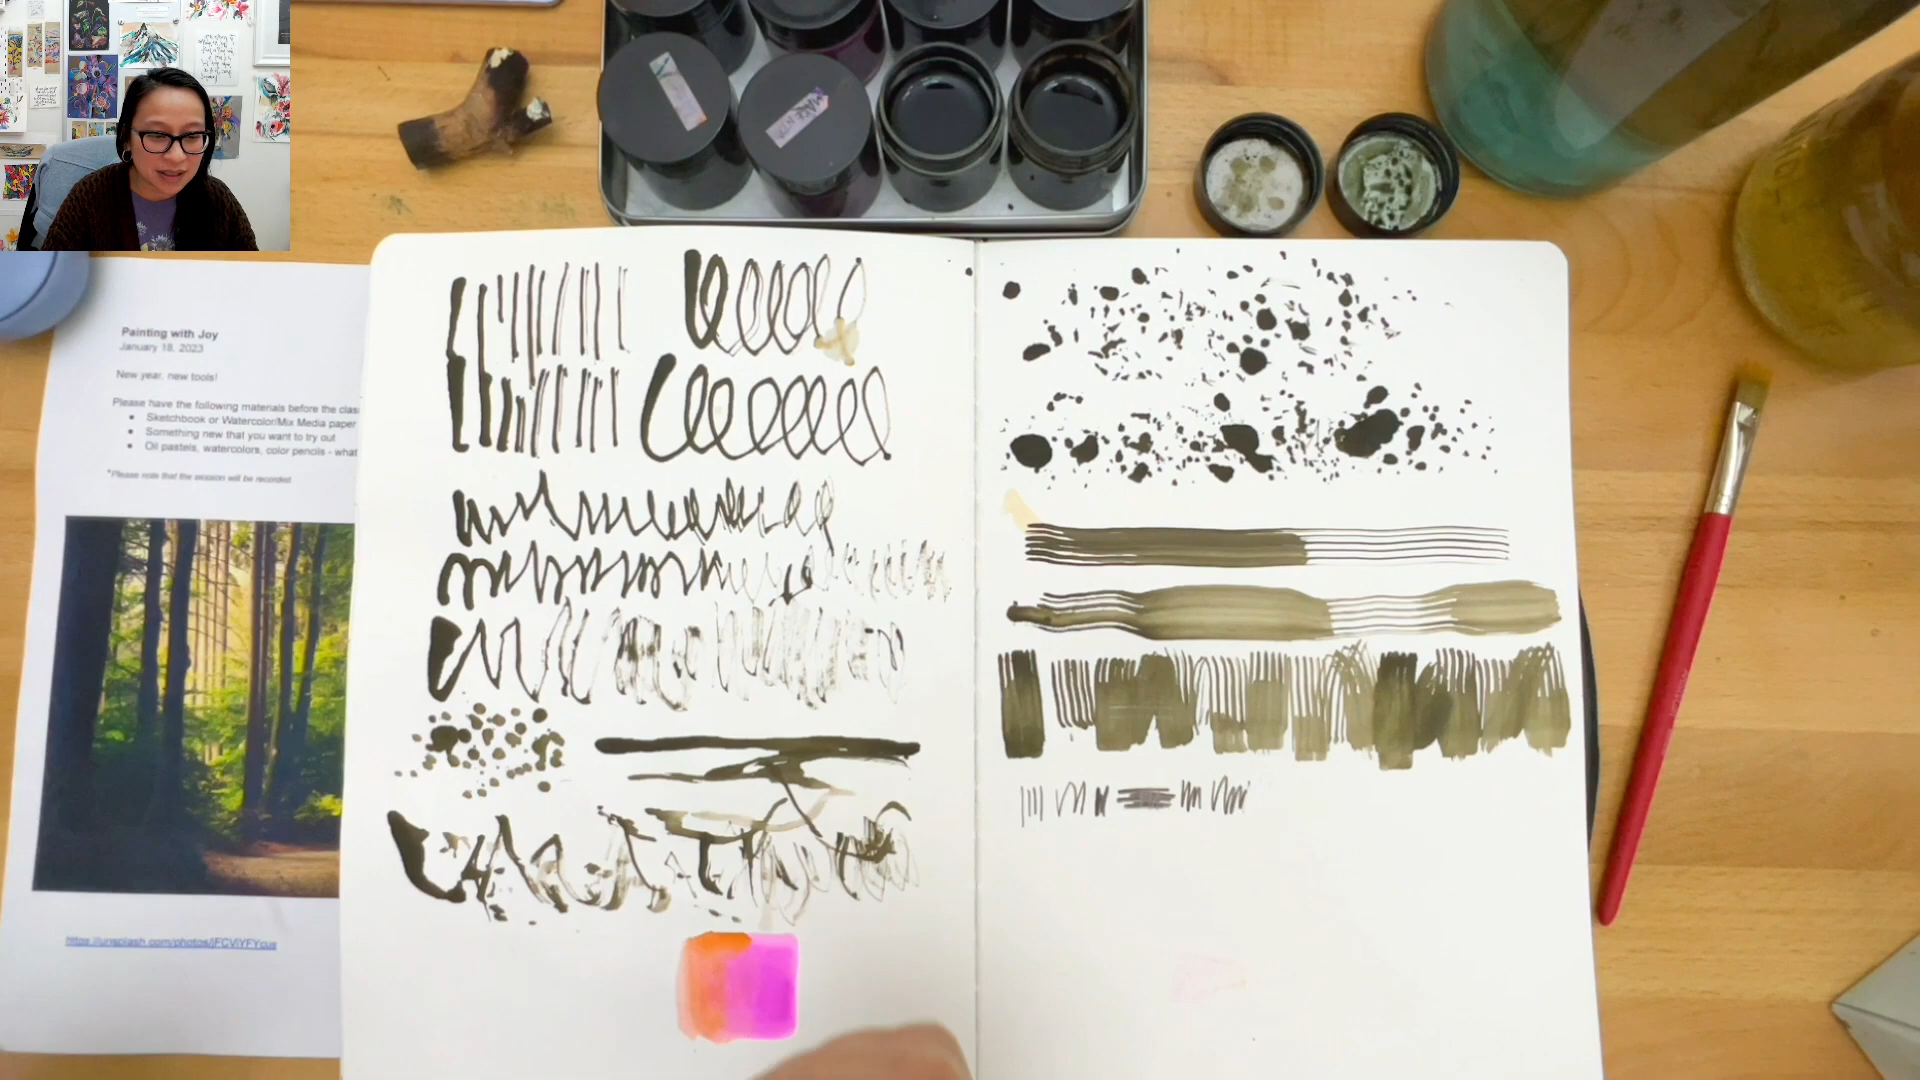 Painting with Joy
January 18, 2023
New year, new tools!
Please have the following materials before the clas
Sketchbook or Watercolor/Mix Media paper
Something new that you want to try out
Oil pastels, watercolors, color pencils - what
*Please note that the session will be recorded.